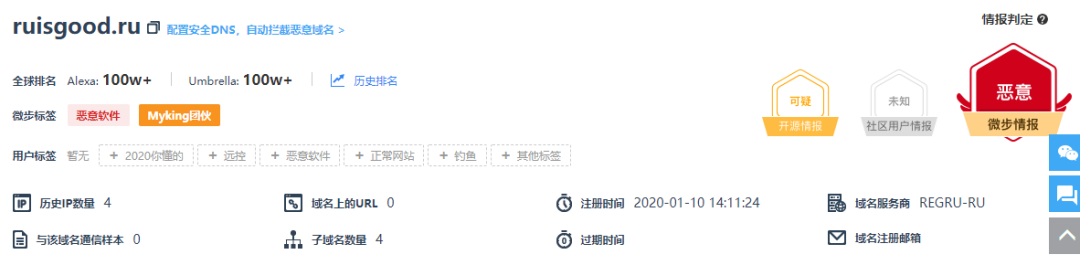 ruisgood.ru 配置安全DNS，自动拦截恶意域名 >
情报判定
全球排名 Alexa: 100w+ Umbrella: 100w+ 历史排名
微步标签 恶意软件 Myking团伙
可疑
开源情报
未知
社区用户情报
恶意
微步情报
用户标签 暂无 + 2020你懂的 + 远控 + 恶意软件 + 正常网站 + 钓鱼 + 其他标签
IP 历史IP数量 4 域名上的URL 0 注册时间 2020-01-10 14:11:24 域名服务商 REGRU-RU
与该域名通信样本 0 子域名数量 4 过期时间 域名注册邮箱